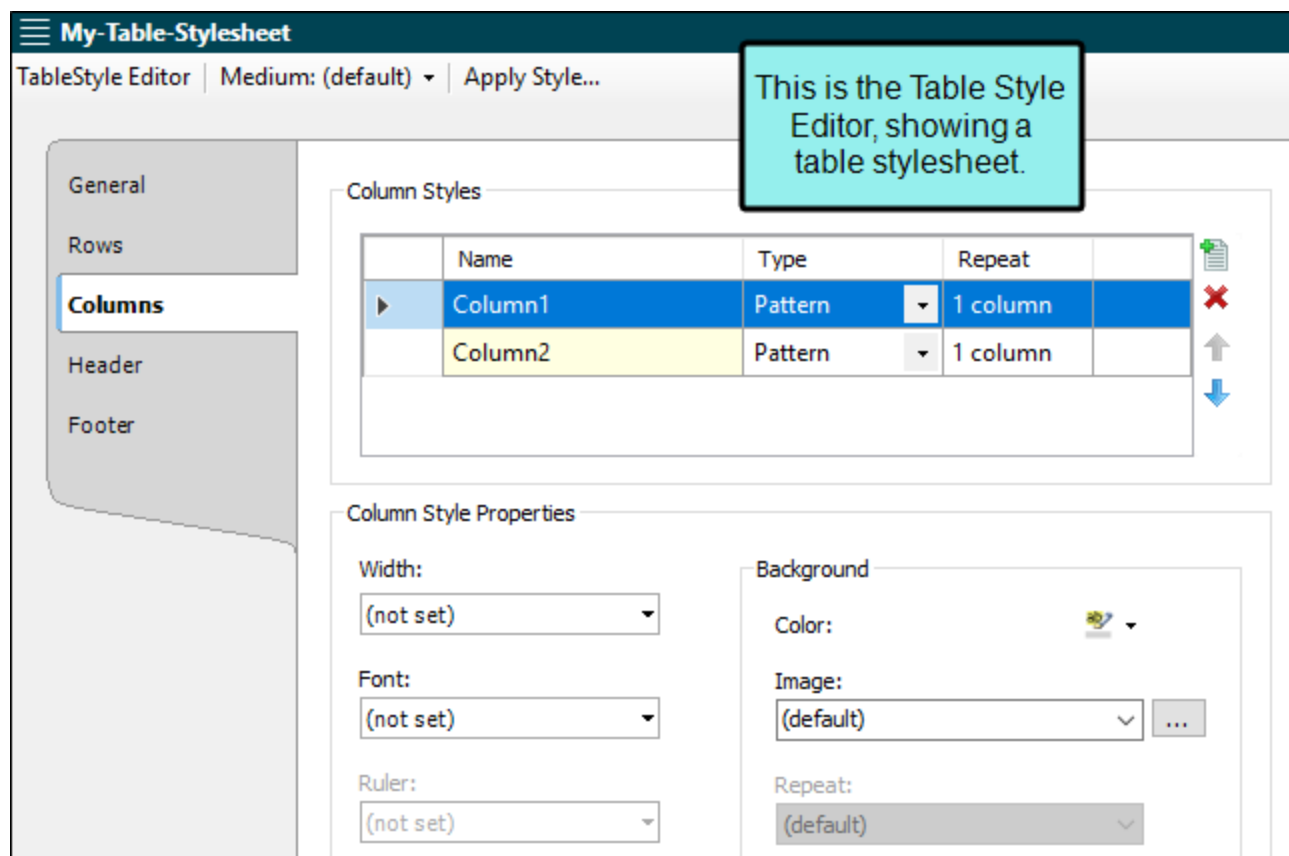 My-Table-Stylesheet
TableStyle Editor Medium: (default) Apply Style...
This is the Table Style
Editor, showing a
table stylesheet.
General
Rows
Columns
Header
Footer
Column Styles
Name Type Repeat
Column1 Pattern 1 column
Column2 Pattern 1 column
Column Style Properties
Width:
(not set)
Font:
(not set)
Ruler:
(not set)
Background
Color:
Image:
(default) ...
Repeat:
(default)